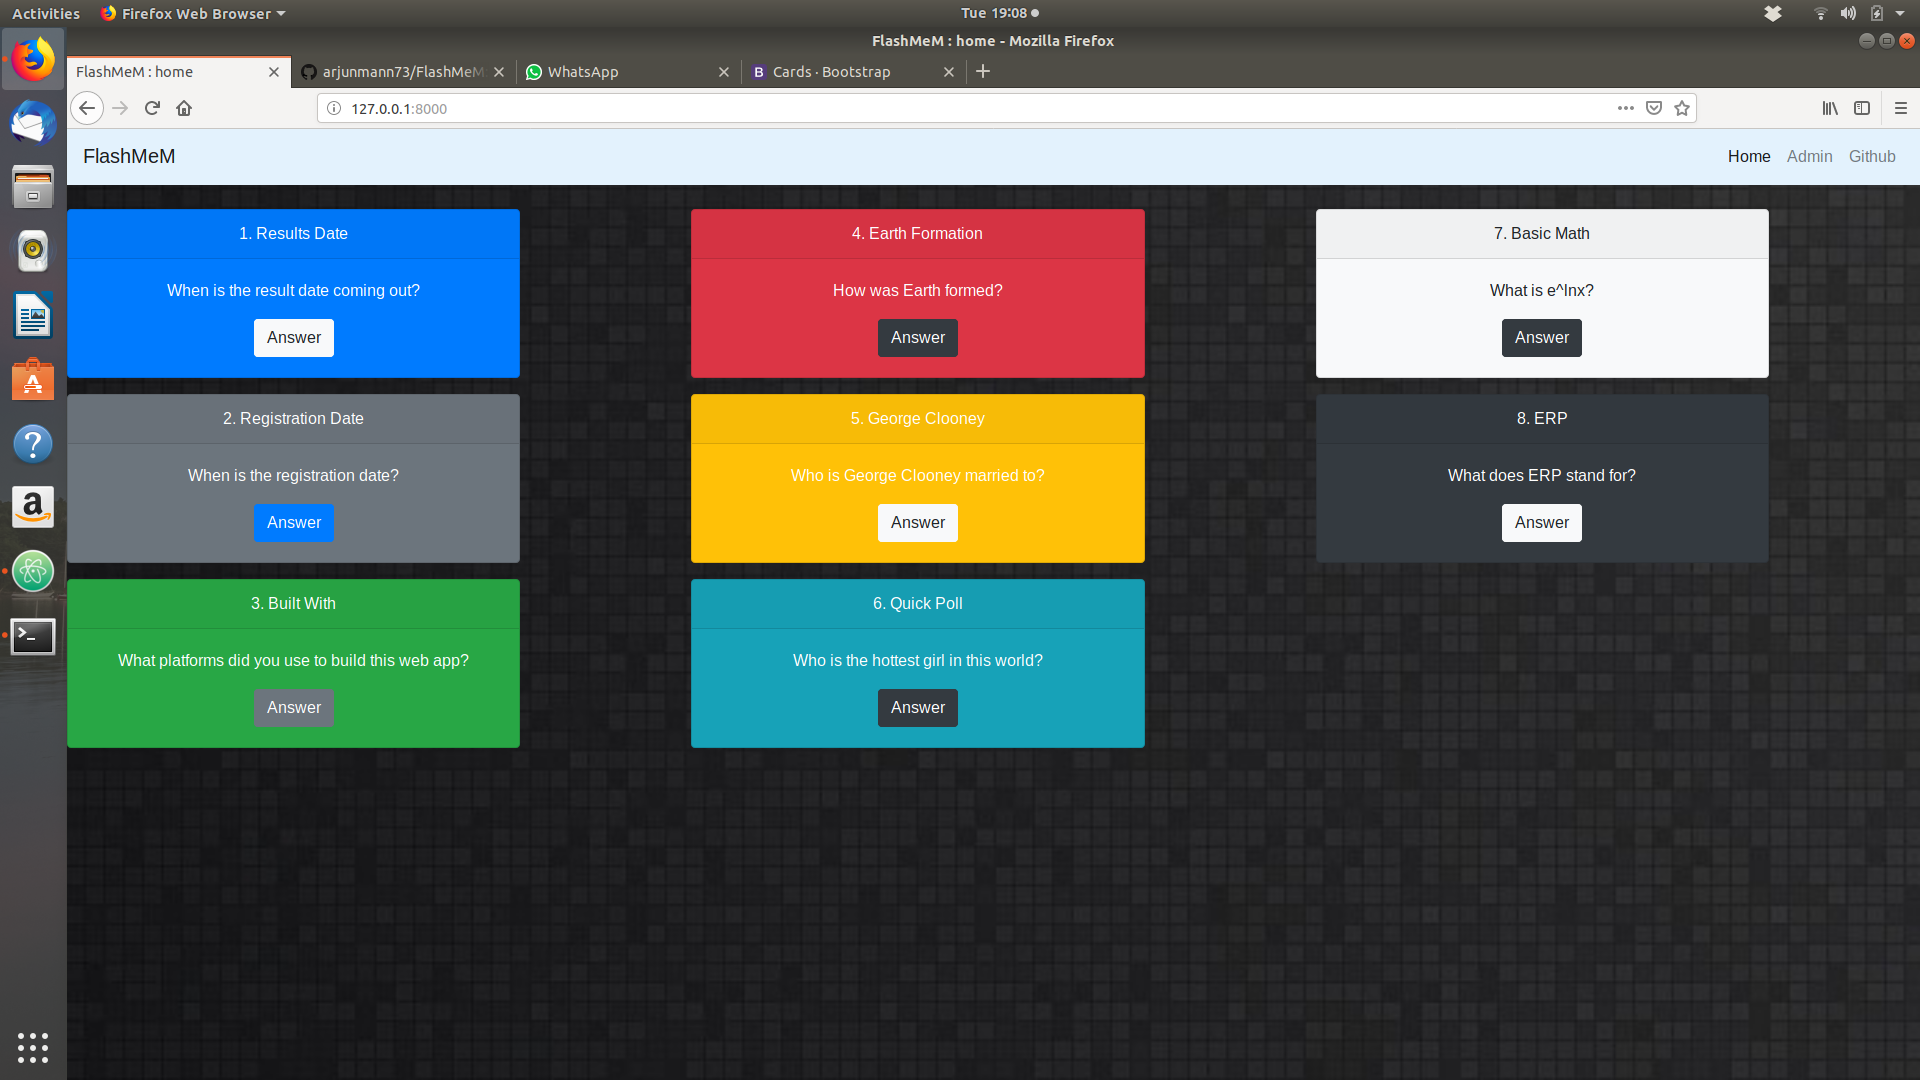 Activities
Firefox Web Browser
Tue 19:08
FlashMeM : home - Mozilla Firefox
FlashMeM : home
arjunmann73/FlashMeM
WhatsApp
B
Cards · Bootstrap
127.0.0.1:8000
FlashMeM
Home
Admin
Github
1. Results Date
When is the result date coming out?
Answer
2. Registration Date
When is the registration date?
Answer
3. Built With
What platforms did you use to build this web app?
Answer
4. Earth Formation
How was Earth formed?
Answer
5. George Clooney
Who is George Clooney married to?
Answer
6. Quick Poll
Who is the hottest girl in this world?
Answer
7. Basic Math
What is e^lnx?
Answer
8. ERP
What does ERP stand for?
Answer